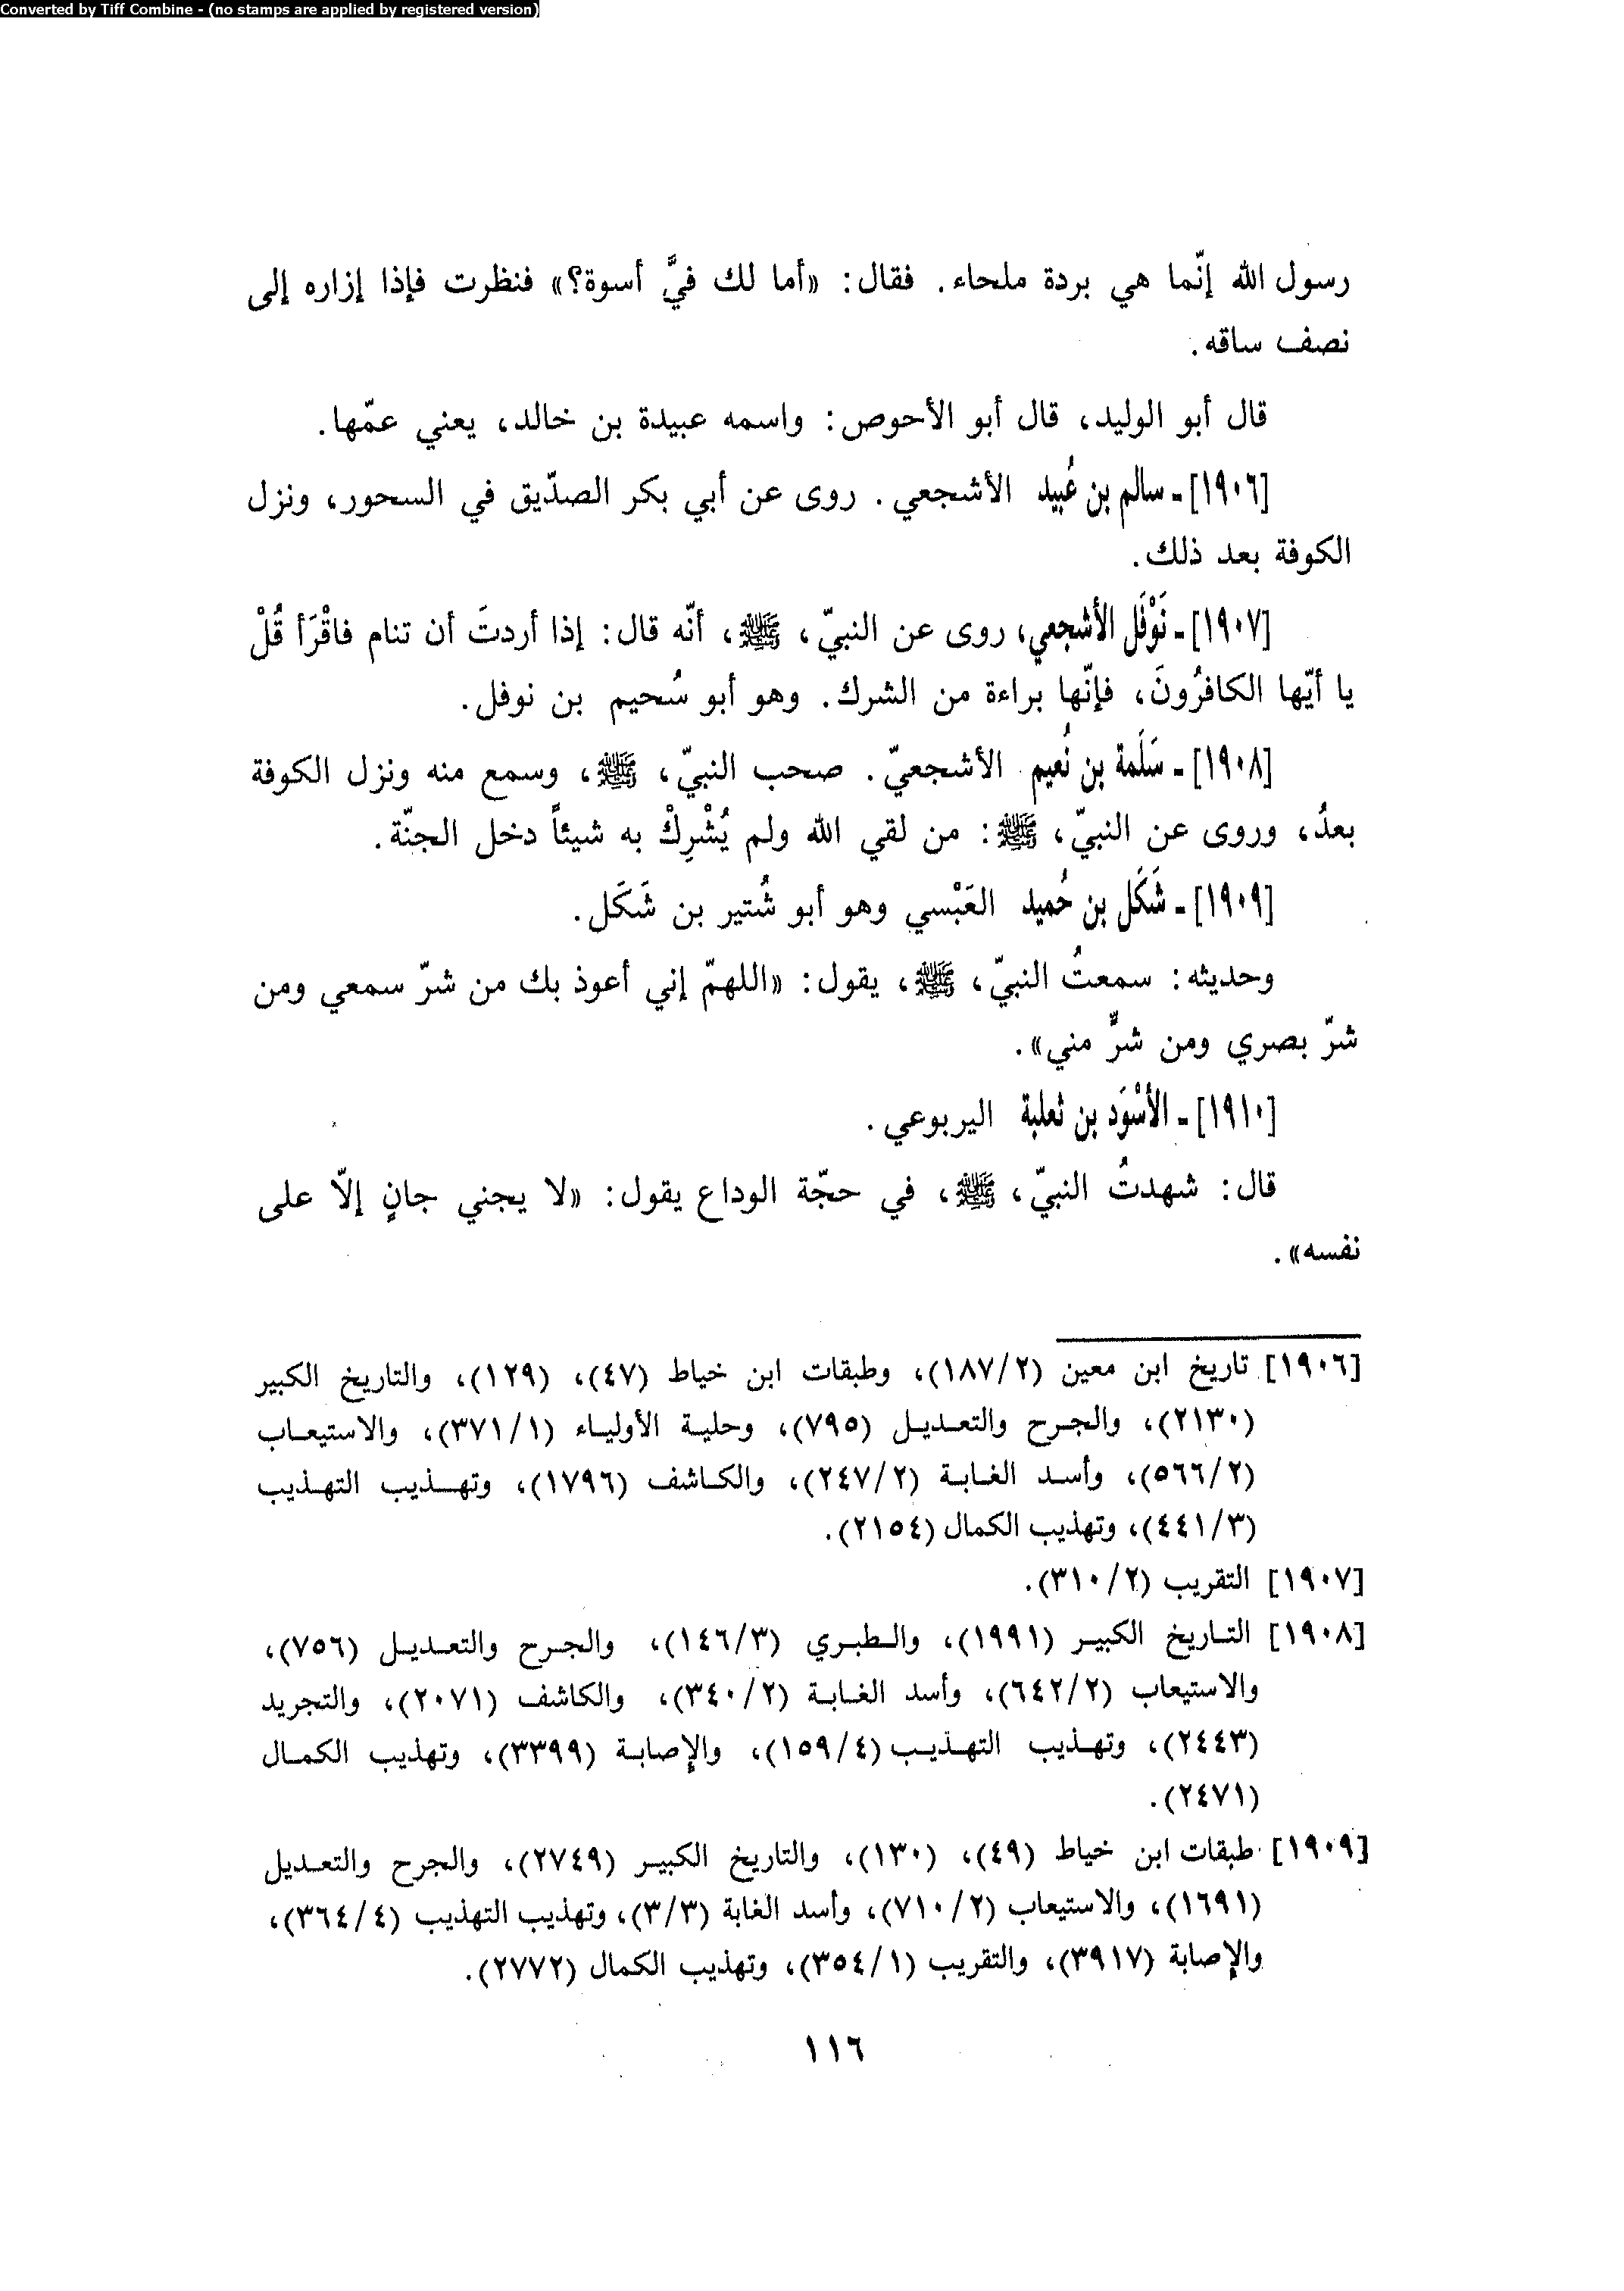 Converted by Tiff Combine - (no stamps are applied by registered version)
رسول الله إنّما هي بردة ملحاء. فقال: «أما لك فيَّ أسوة؟» فنظرت فإذا إزاره إلى
نصف ساقه.
قال أبو الوليد، قال أبو الأحوص: واسمه عبيدة بن خالد، يعني عمّها.
[١٩٠٦] ـ سالم بن عُبيد الأشجعي. روى عن أبي بكر الصدّيق في السحور، ونزل
الكوفة بعد ذلك.
[١٩٠٧] ـ نَوْفَل الأشجعي، روى عن النبيّ، ﷺ، أنّه قال: إذا أردتَ أن تنام فاقْرَأ قُلْ
يا أيّها الكافرُونَ، فإنّها براءة من الشرك. وهو أبو سُحيم بن نوفل.
[١٩٠٨] ـ سَلَمة بن نُعيم الأشجعيّ. صحب النبيّ، ﷺ، وسمع منه ونزل الكوفة
بعدُ، وروى عن النبيّ، ﷺ: من لقي الله ولم يُشْرِكْ به شيئاً دخل الجنّة.
[١٩٠٩] ـ شَكَل بن حُميد العَبْسي وهو أبو شُتير بن شَكَل.
وحديثه: سمعتُ النبيّ، ﷺ، يقول: «اللهمّ إني أعوذ بك من شرّ سمعي ومن
شرّ بصري ومن شرٍّ مني».
[١٩١٠] ـ الأسْوَد بن ثعلبة اليربوعي.
قال: شهدتُ النبيّ، ﷺ، في حجّة الوداع يقول: «لا يجني جانٍ إلاّ على
نفسه».
[١٩٠٦] تاريخ ابن معين (١٨٧/٢)، وطبقات ابن خياط (٤٧)، (١٢٩)، والتاريخ الكبير
(٢١٣٠)، والجرح والتعديل (٧٩٥)، وحلية الأولياء (٣٧١/١)، والاستيعاب
(٥٦٦/٢)، وأسد الغابة (٢٤٧/٢)، والكاشف (١٧٩٦)، وتهذيب التهذيب
(٤٤١/٣)، وتهذيب الكمال (٢١٥٤).
[١٩٠٧] التقريب (٣١٠/٢).
[١٩٠٨] التاريخ الكبير (١٩٩١)، والطبري (١٤٦/٣)، والجرح والتعديل (٧٥٦)،
والاستيعاب (٦٤٢/٢)، وأسد الغابة (٣٤٠/٢)، والكاشف (٢٠٧١)، والتجريد
(٢٤٤٣)، وتهذيب التهذيب (١٥٩/٤)، والإصابة (٣٣٩٩)، وتهذيب الكمال
(٢٤٧١).
[١٩٠٩] طبقات ابن خياط (٤٩)، (١٣٠)، والتاريخ الكبير (٢٧٤٩)، والجرح والتعديل
(١٦٩١)، والاستيعاب (٧١٠/٢)، وأسد الغابة (٣/٣)، وتهذيب التهذيب (٣٦٤/٤)،
والإصابة (٣٩١٧)، والتقريب (٣٥٤/١)، وتهذيب الكمال (٢٧٧٢).
١١٦